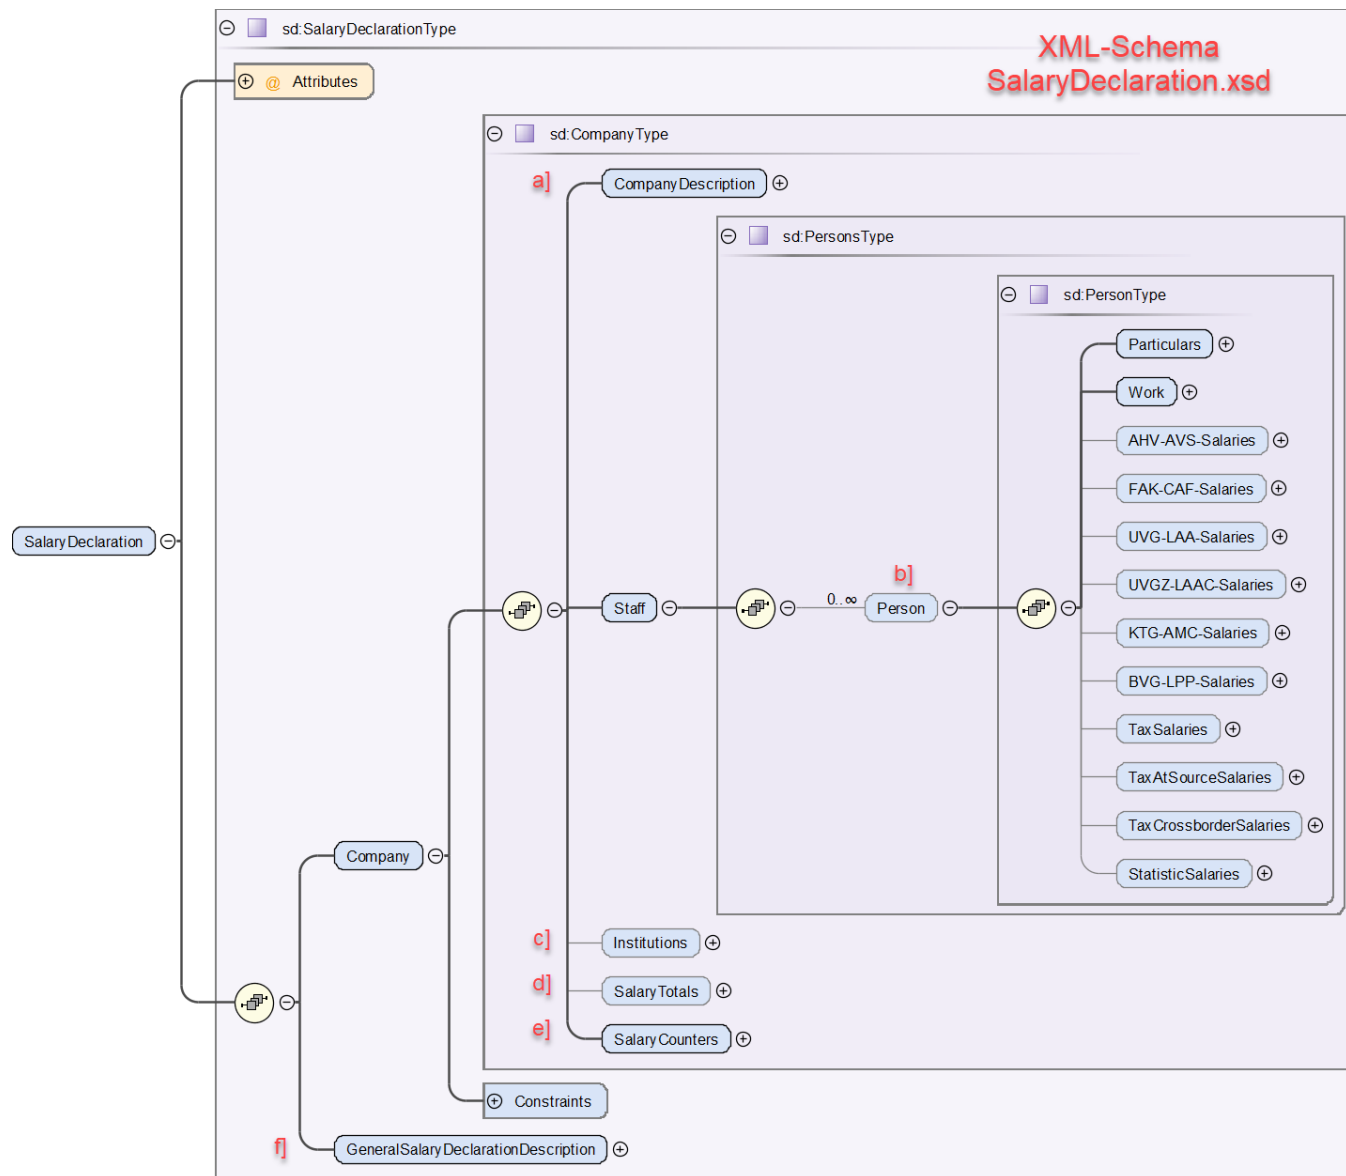 sd:SalaryDeclarationType
XML-Schema
SalaryDeclaration.xsd
@ Attributes
sd:CompanyType
a] CompanyDescription
sd:PersonsType
sd:PersonType
Particulars
Work
AHV-AVS-Salaries
FAK-CAF-Salaries
UVG-LAA-Salaries
SalaryDeclaration
UVGZ-LAAC-Salaries
b]
Staff
0..∞
Person
KTG-AMC-Salaries
BVG-LPP-Salaries
TaxSalaries
TaxAtSourceSalaries
TaxCrossborderSalaries
Company
StatisticSalaries
c] Institutions
d] SalaryTotals
e] SalaryCounters
Constraints
f] GeneralSalaryDeclarationDescription